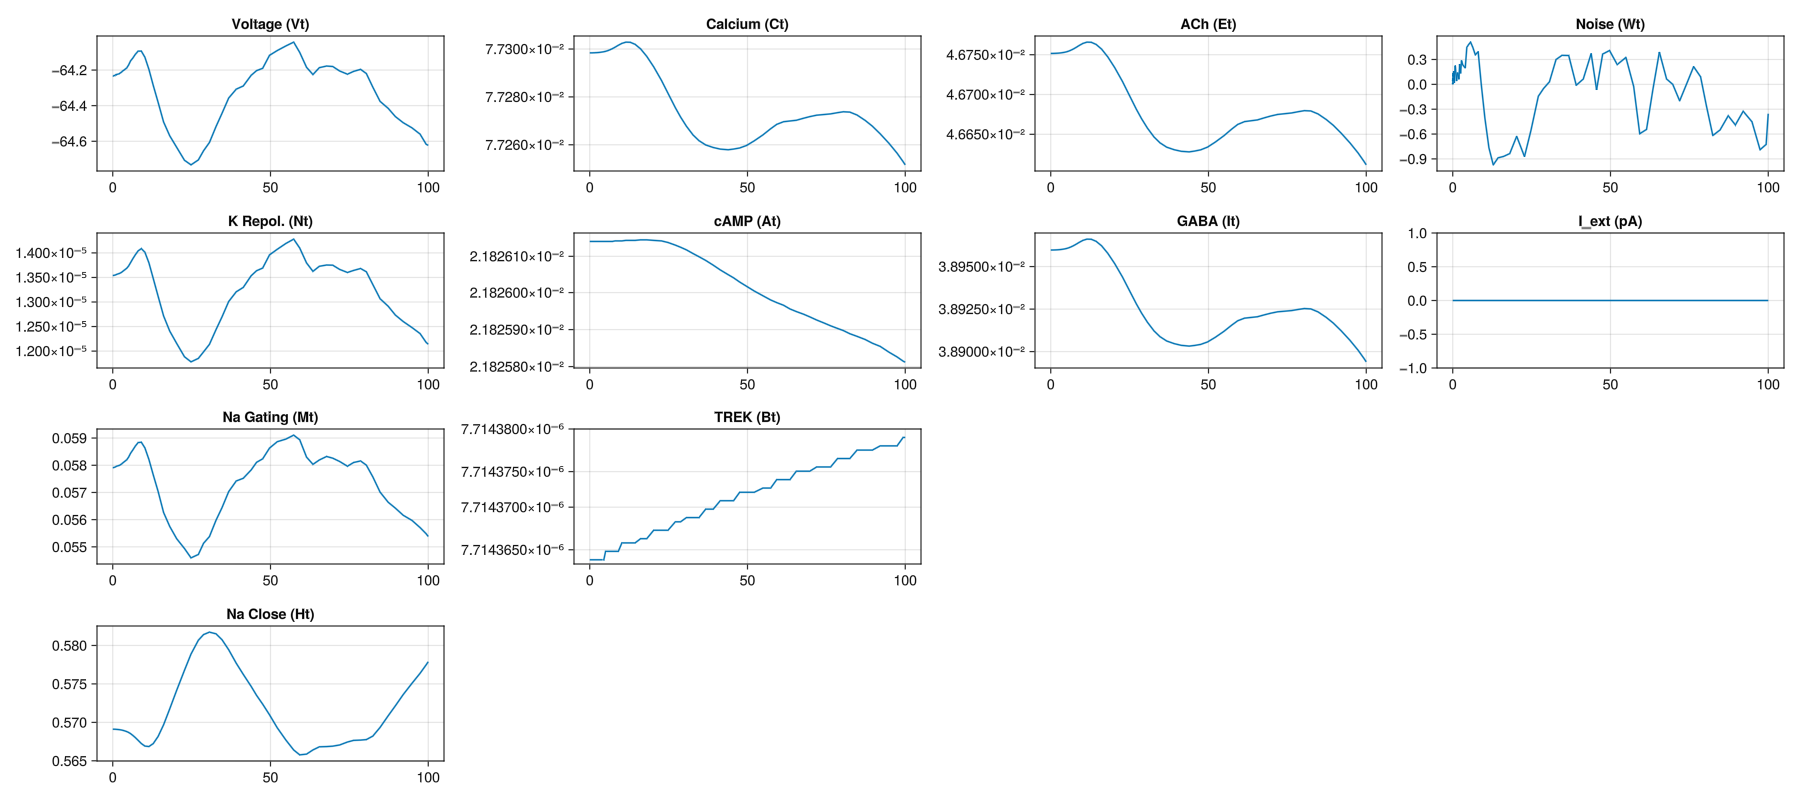 Voltage (Vt)
−64.2
−64.4
−64.6
0 50 100
Calcium (Ct)
7.7300×10⁻²
7.7280×10⁻²
7.7260×10⁻²
0 50 100
ACh (Et)
4.6750×10⁻²
4.6700×10⁻²
4.6650×10⁻²
0 50 100
Noise (Wt)
0.3
0.0
−0.3
−0.6
−0.9
0 50 100
K Repol. (Nt)
1.400×10⁻⁵
1.350×10⁻⁵
1.300×10⁻⁵
1.250×10⁻⁵
1.200×10⁻⁵
0 50 100
cAMP (At)
2.182610×10⁻²
2.182600×10⁻²
2.182590×10⁻²
2.182580×10⁻²
0 50 100
GABA (It)
3.89500×10⁻²
3.89250×10⁻²
3.89000×10⁻²
0 50 100
I_ext (pA)
1.0
0.5
0.0
−0.5
−1.0
0 50 100
Na Gating (Mt)
0.059
0.058
0.057
0.056
0.055
0 50 100
TREK (Bt)
7.7143800×10⁻⁶
7.7143750×10⁻⁶
7.7143700×10⁻⁶
7.7143650×10⁻⁶
0 50 100
Na Close (Ht)
0.580
0.575
0.570
0.565
0 50 100